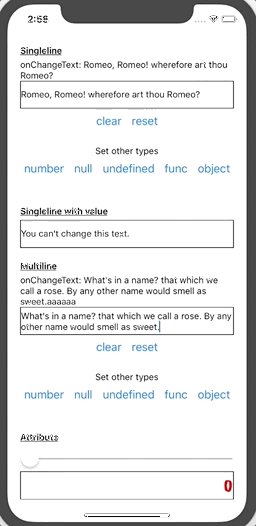 2:58
Singleline
onChangeText: Romeo, Romeo! wherefore art thou
Romeo?
Romeo, Romeo! wherefore art thou Romeo?
clear reset
Set other types
number null undefined func object
Singleline with value
You can't change this text.
Multiline
onChangeText: What's in a name? that which we
call a rose. By any other name would smell as
sweet.aaaaaa
What's in a name? that which we call a rose. By any
other name would smell as sweet.
clear reset
Set other types
number null undefined func object
Attribute
0